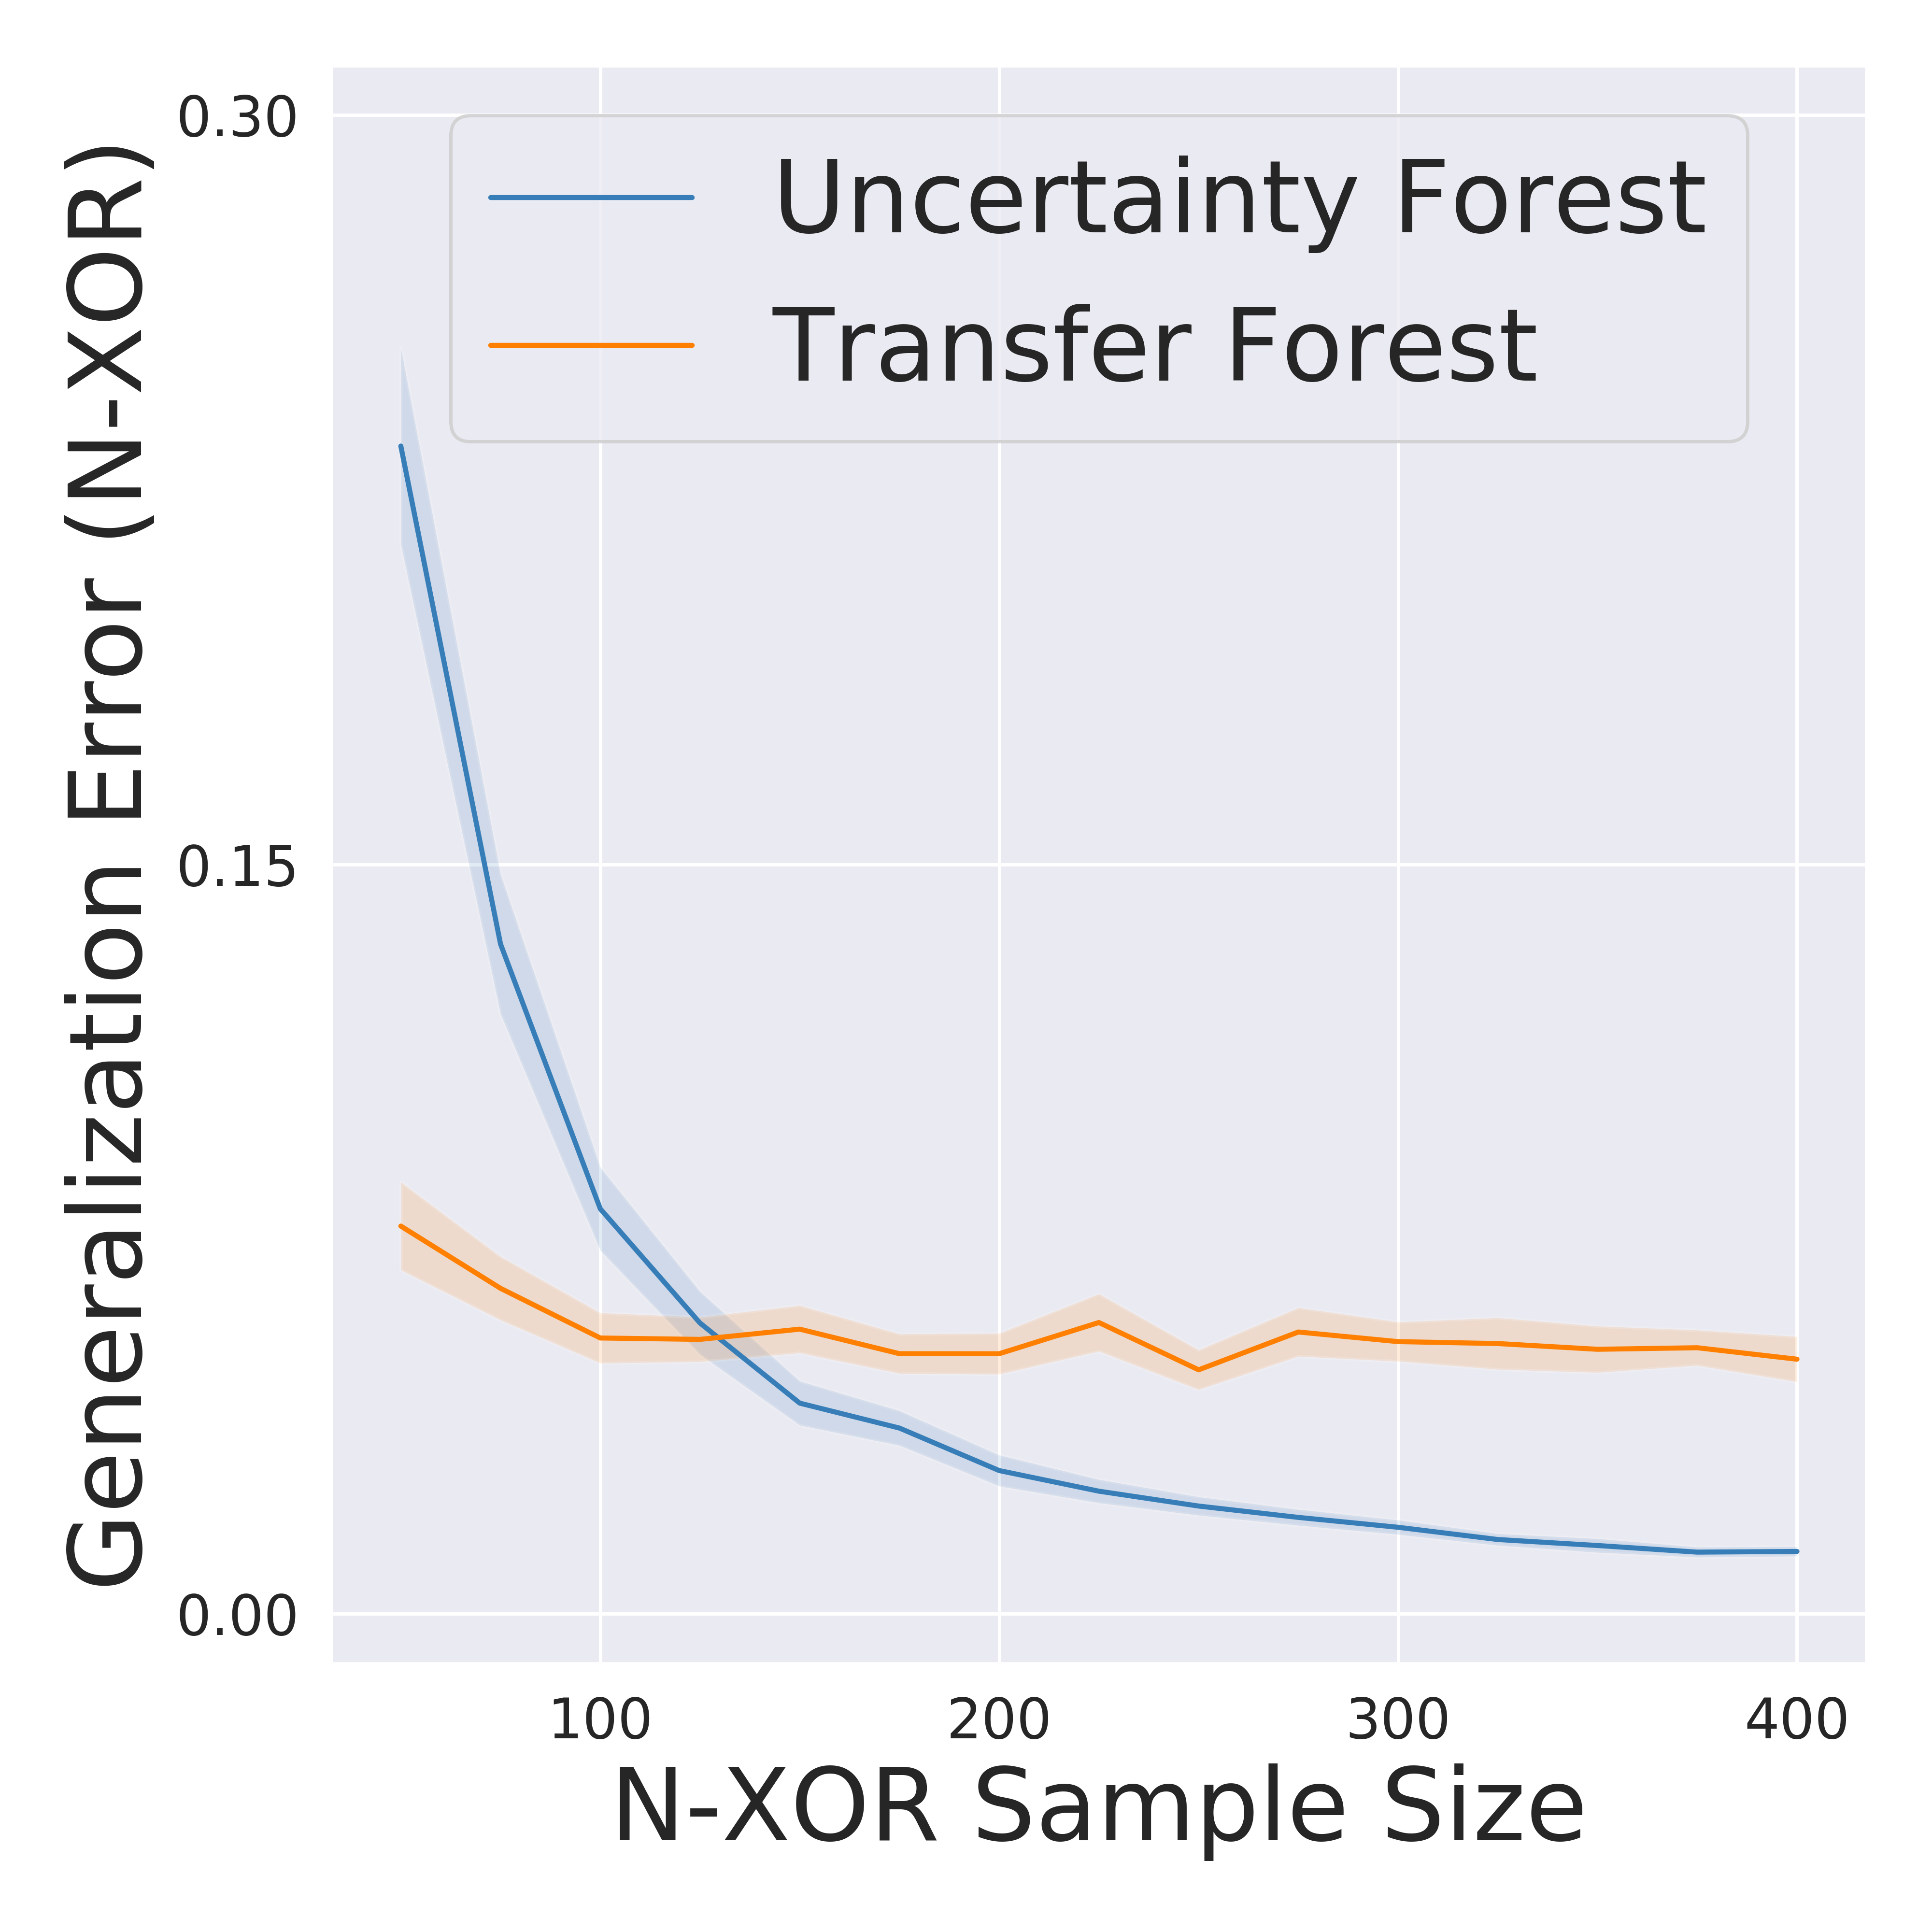 Generalization Error (N-XOR)
0.30
0.15
0.00
Uncertainty Forest
Transfer Forest
100 200 300 400
N-XOR Sample Size